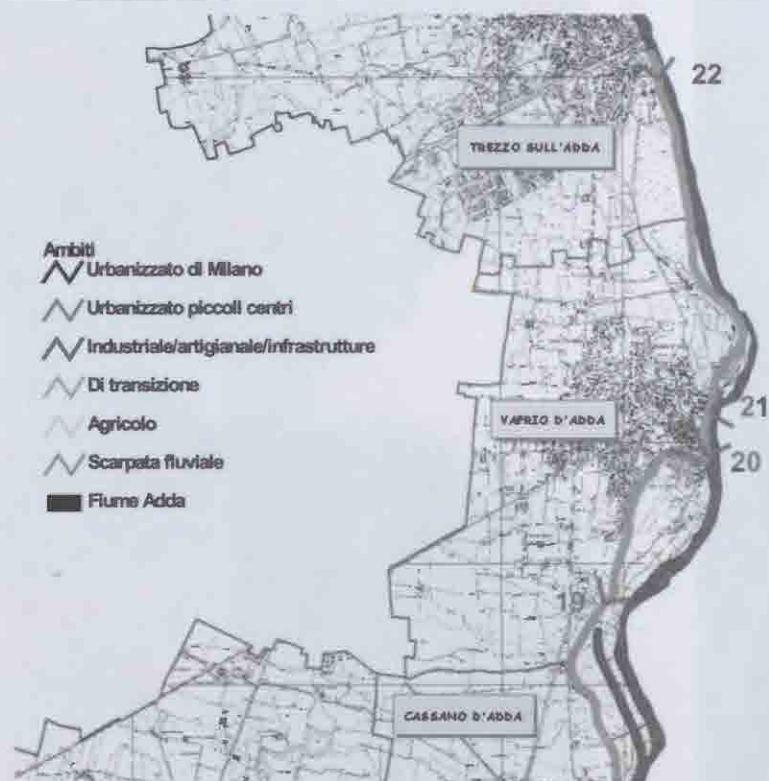 22
TREZZO SULL'ADDA
Ambiti
Urbanizzato di Milano
Urbanizzato piccoli centri
Industriale/artigianale/infrastrutture
Di transizione
Agricolo
Scarpata fluviale
Fiume Adda
21
VAPRIO D'ADDA
20
19
CASSANO D'ADDA